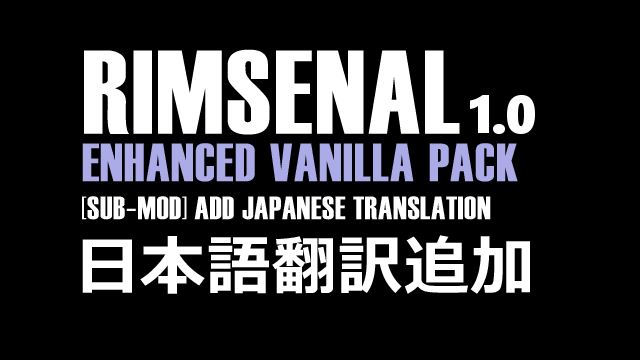 RIMSENAL 1.0
ENHANCED VANILLA PACK
[SUB-MOD] ADD JAPANESE TRANSLATION
日本語翻訳追加